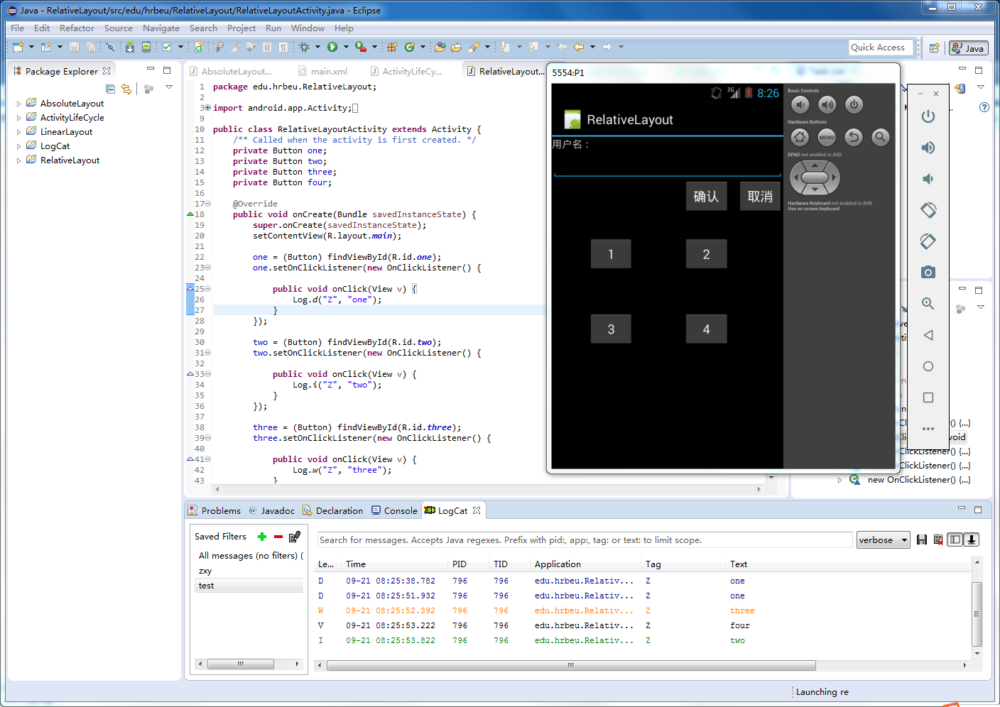 Java - RelativeLayout/src/edu/hrbeu/RelativeLayout/RelativeLayoutActivity.java - Eclipse
File Edit Refactor Source Navigate Search Project Run Window Help
Quick Access
Java
Package Explorer
AbsoluteLayout
ActivityLifeCycle
LinearLayout
LogCat
RelativeLayout
AbsoluteLayout...
main.xml
ActivityLifeCy...
RelativeLayout...
1 package edu.hrbeu.RelativeLayout;
2
3 import android.app.Activity;
9
10 public class RelativeLayoutActivity extends Activity {
11 /** Called when the activity is first created. */
12 private Button one;
13 private Button two;
14 private Button three;
15 private Button four;
16
17 @Override
18 public void onCreate(Bundle savedInstanceState) {
19 super.onCreate(savedInstanceState);
20 setContentView(R.layout.main);
21
22 one = (Button) findViewById(R.id.one);
23 one.setOnClickListener(new OnClickListener() {
24
25 public void onClick(View v) {
26 Log.d("Z", "one");
27 }
28 });
29
30 two = (Button) findViewById(R.id.two);
31 two.setOnClickListener(new OnClickListener() {
32
33 public void onClick(View v) {
34 Log.i("Z", "two");
35 }
36 });
37
38 three = (Button) findViewById(R.id.three);
39 three.setOnClickListener(new OnClickListener() {
40
41 public void onClick(View v) {
42 Log.w("Z", "three");
43 }
5554:P1
3G 8:26
RelativeLayout
用户名：
确认 取消
1 2
3 4
Basic Controls
Hardware Buttons
MENU
DPAD not enabled in AVD
Hardware Keyboard not enabled in AVD
Use on screen keyboard
() {...}
void
ClickListener() {...}
ClickListener() {...}
new OnClickListener() {...}
Problems
Javadoc
Declaration
Console
LogCat
Saved Filters
All messages (no filters) (
zxy
test
Search for messages. Accepts Java regexes. Prefix with pid:, app:, tag: or text: to limit scope.
verbose
Le... Time PID TID Application Tag Text
D 09-21 08:25:38.782 796 796 edu.hrbeu.Relativ... Z one
D 09-21 08:25:51.932 796 796 edu.hrbeu.Relativ... Z one
W 09-21 08:25:52.392 796 796 edu.hrbeu.Relativ... Z three
V 09-21 08:25:53.222 796 796 edu.hrbeu.Relativ... Z four
I 09-21 08:25:53.822 796 796 edu.hrbeu.Relativ... Z two
Launching re